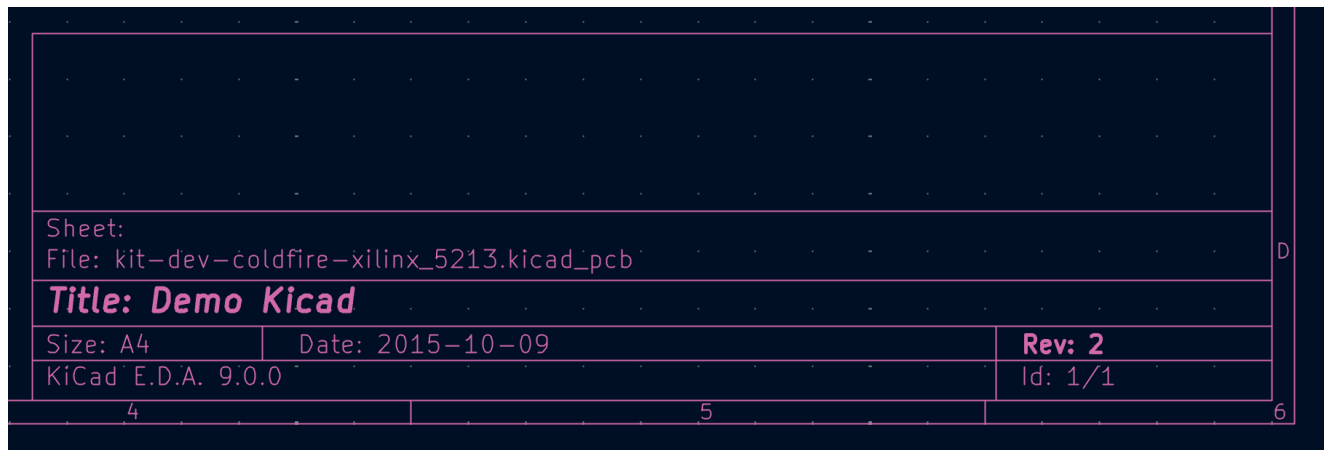 Sheet:
File: kit-dev-coldfire-xilinx_5213.kicad_pcb
D
Title: Demo Kicad
Size: A4 Date: 2015-10-09 Rev: 2
KiCad E.D.A. 9.0.0 Id: 1/1
4 5 6